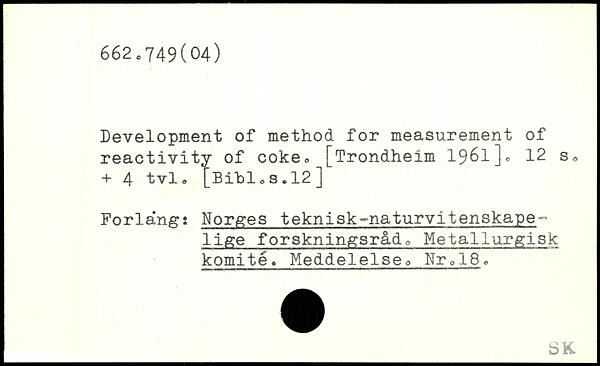 662.749(04)
Development of method for measurement of
reactivity of coke. [Trondheim 1961]. 12 s.
+ 4 tvl. [Bibl.s.12]
Forlång: Norges teknisk-naturvitenskape-
lige forskningsråd. Metallurgisk
komité. Meddelelse. Nr.18.
SK